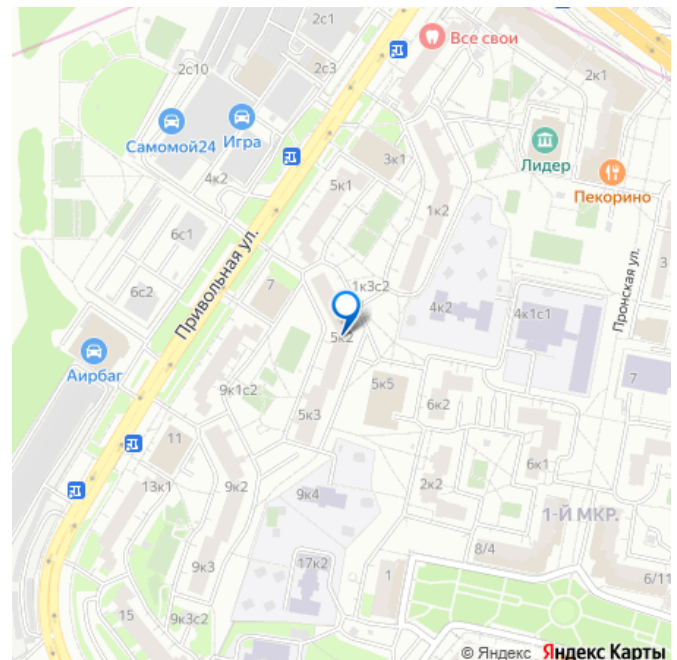 2с1
Все свои
2с10
2с3
2к1
Самомой24
Игра
Лидер
3к1
Пекорино
4к2
5к1
1к2
6с1
Привольная ул.
7
1к3с2
Пронская ул.
3
6с2
4к2
4к1с1
5к2
Аирбаг
9к1с2
5к5
7
6к2
5к3
11
6к1
13к1
9к2
9к4
2к2
1-Й МКР.
8/4
9к3
17к2
1
6/11
15
9к3с2
© Яндекс Яндекс Карты